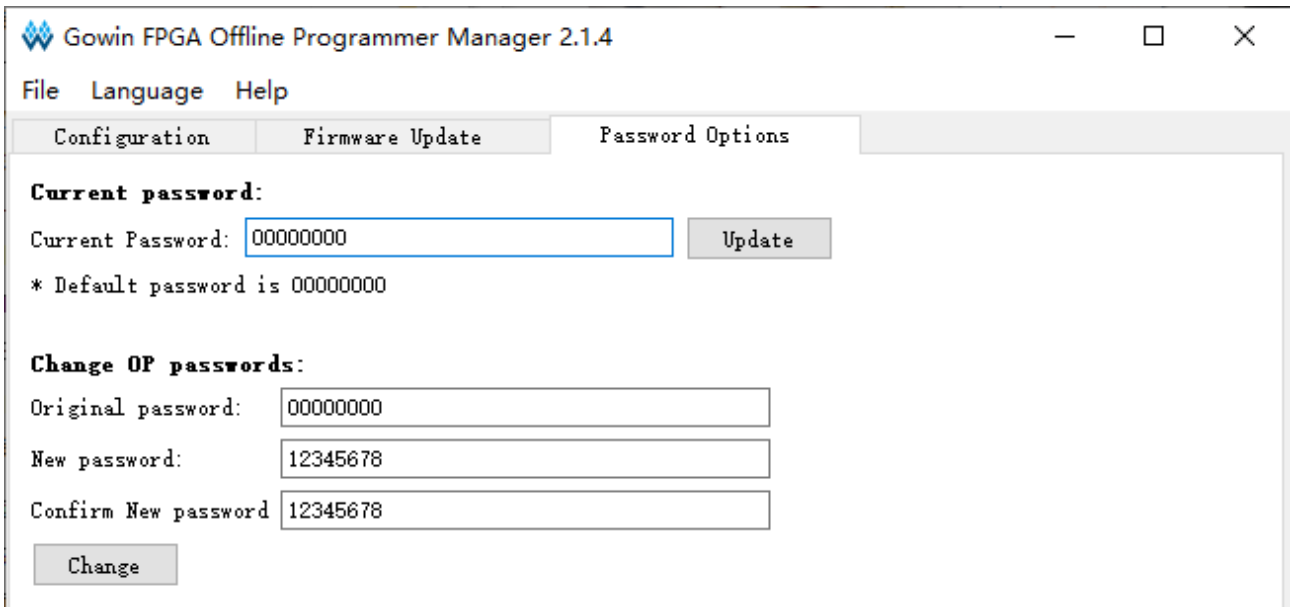 Gowin FPGA Offline Programmer Manager 2.1.4
File Language Help
Configuration Firmware Update Password Options
Current password:
Current Password: 00000000 Update
* Default password is 00000000
Change OP passwords:
Original password: 00000000
New password: 12345678
Confirm New password 12345678
Change